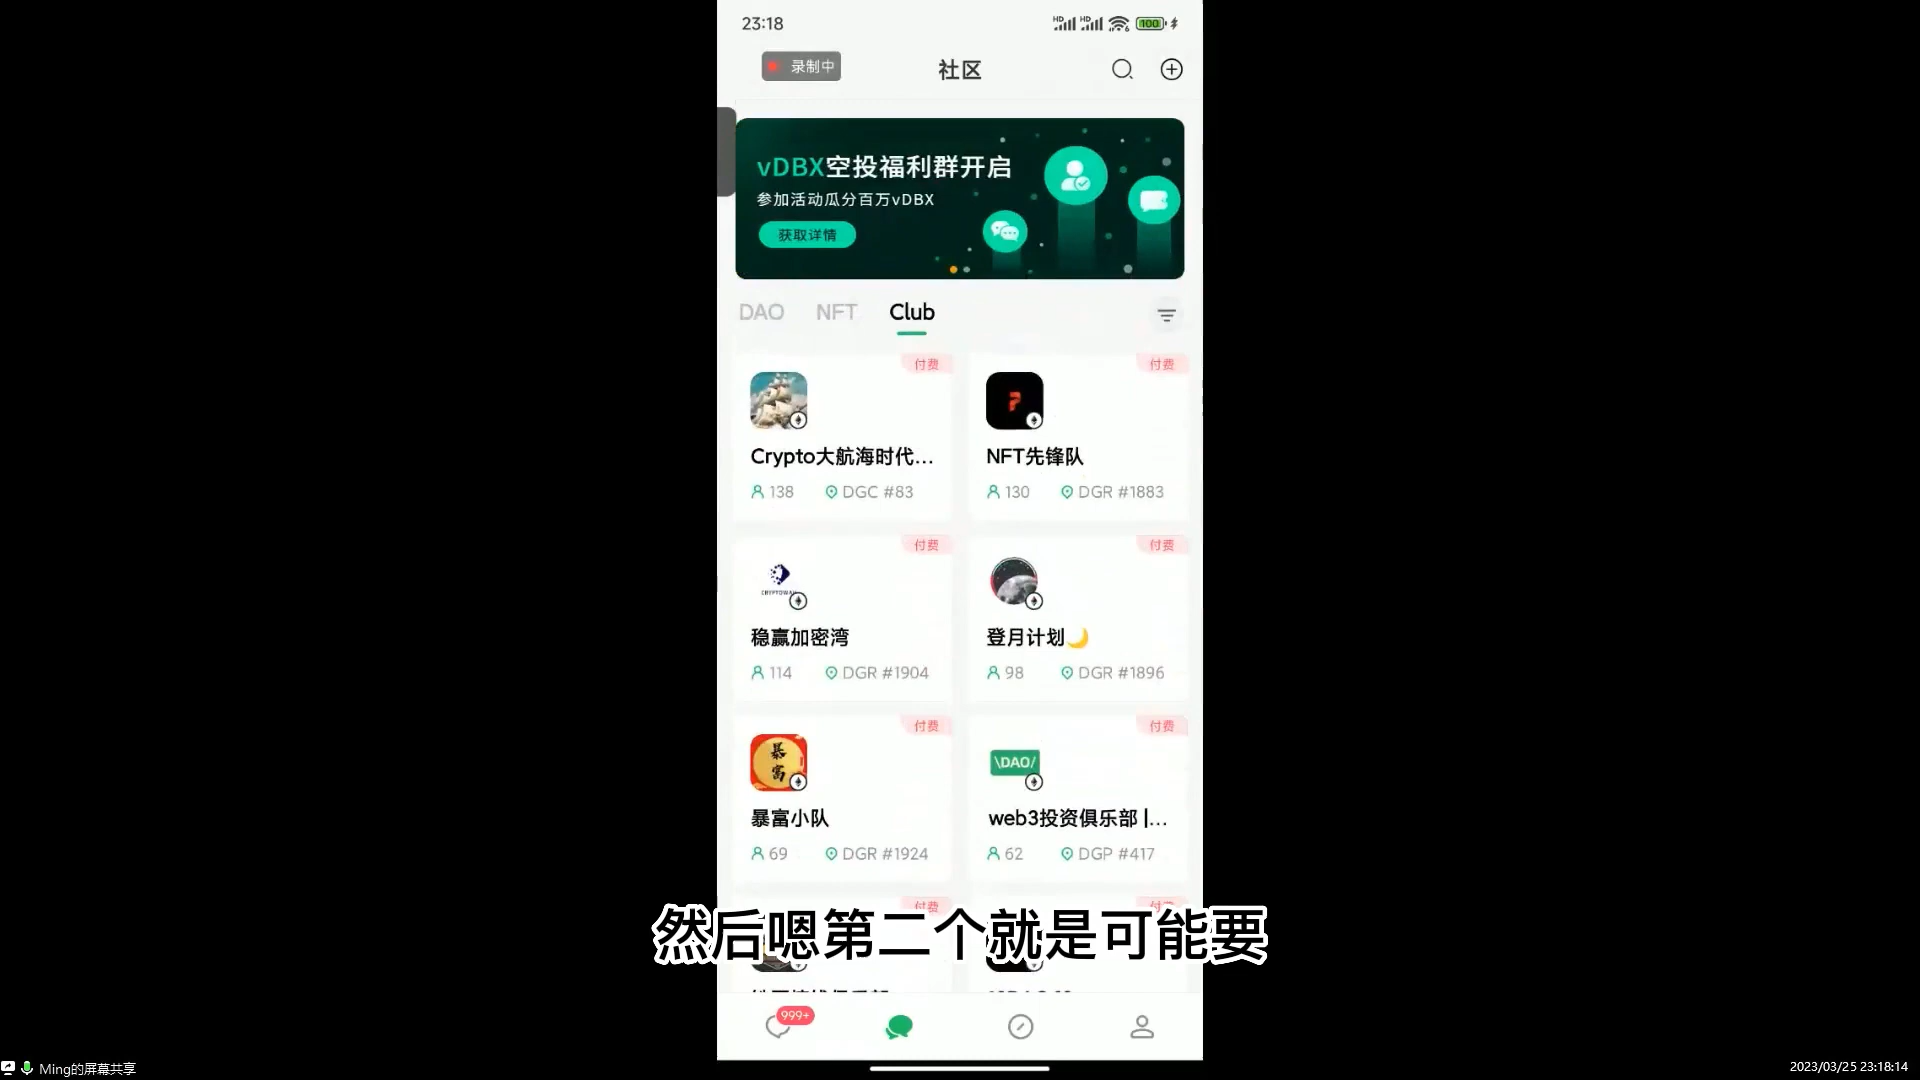 23:18
HD HD 100
录制中
社区
vDBX空投福利群开启
参加活动瓜分百万vDBX
获取详情
DAO NFT Club
付费 付费
Crypto大航海时代... NFT先锋队
138 DGC #83 130 DGR #1883
付费 付费
稳赢加密湾 登月计划🌙
114 DGR #1904 98 DGR #1896
付费 付费
暴富
\DAO/
暴富小队 web3投资俱乐部 |...
69 DGR #1924 62 DGP #417
付费
然后嗯第二个就是可能要
999+
Ming的屏幕共享
2023/03/25 23:18:14